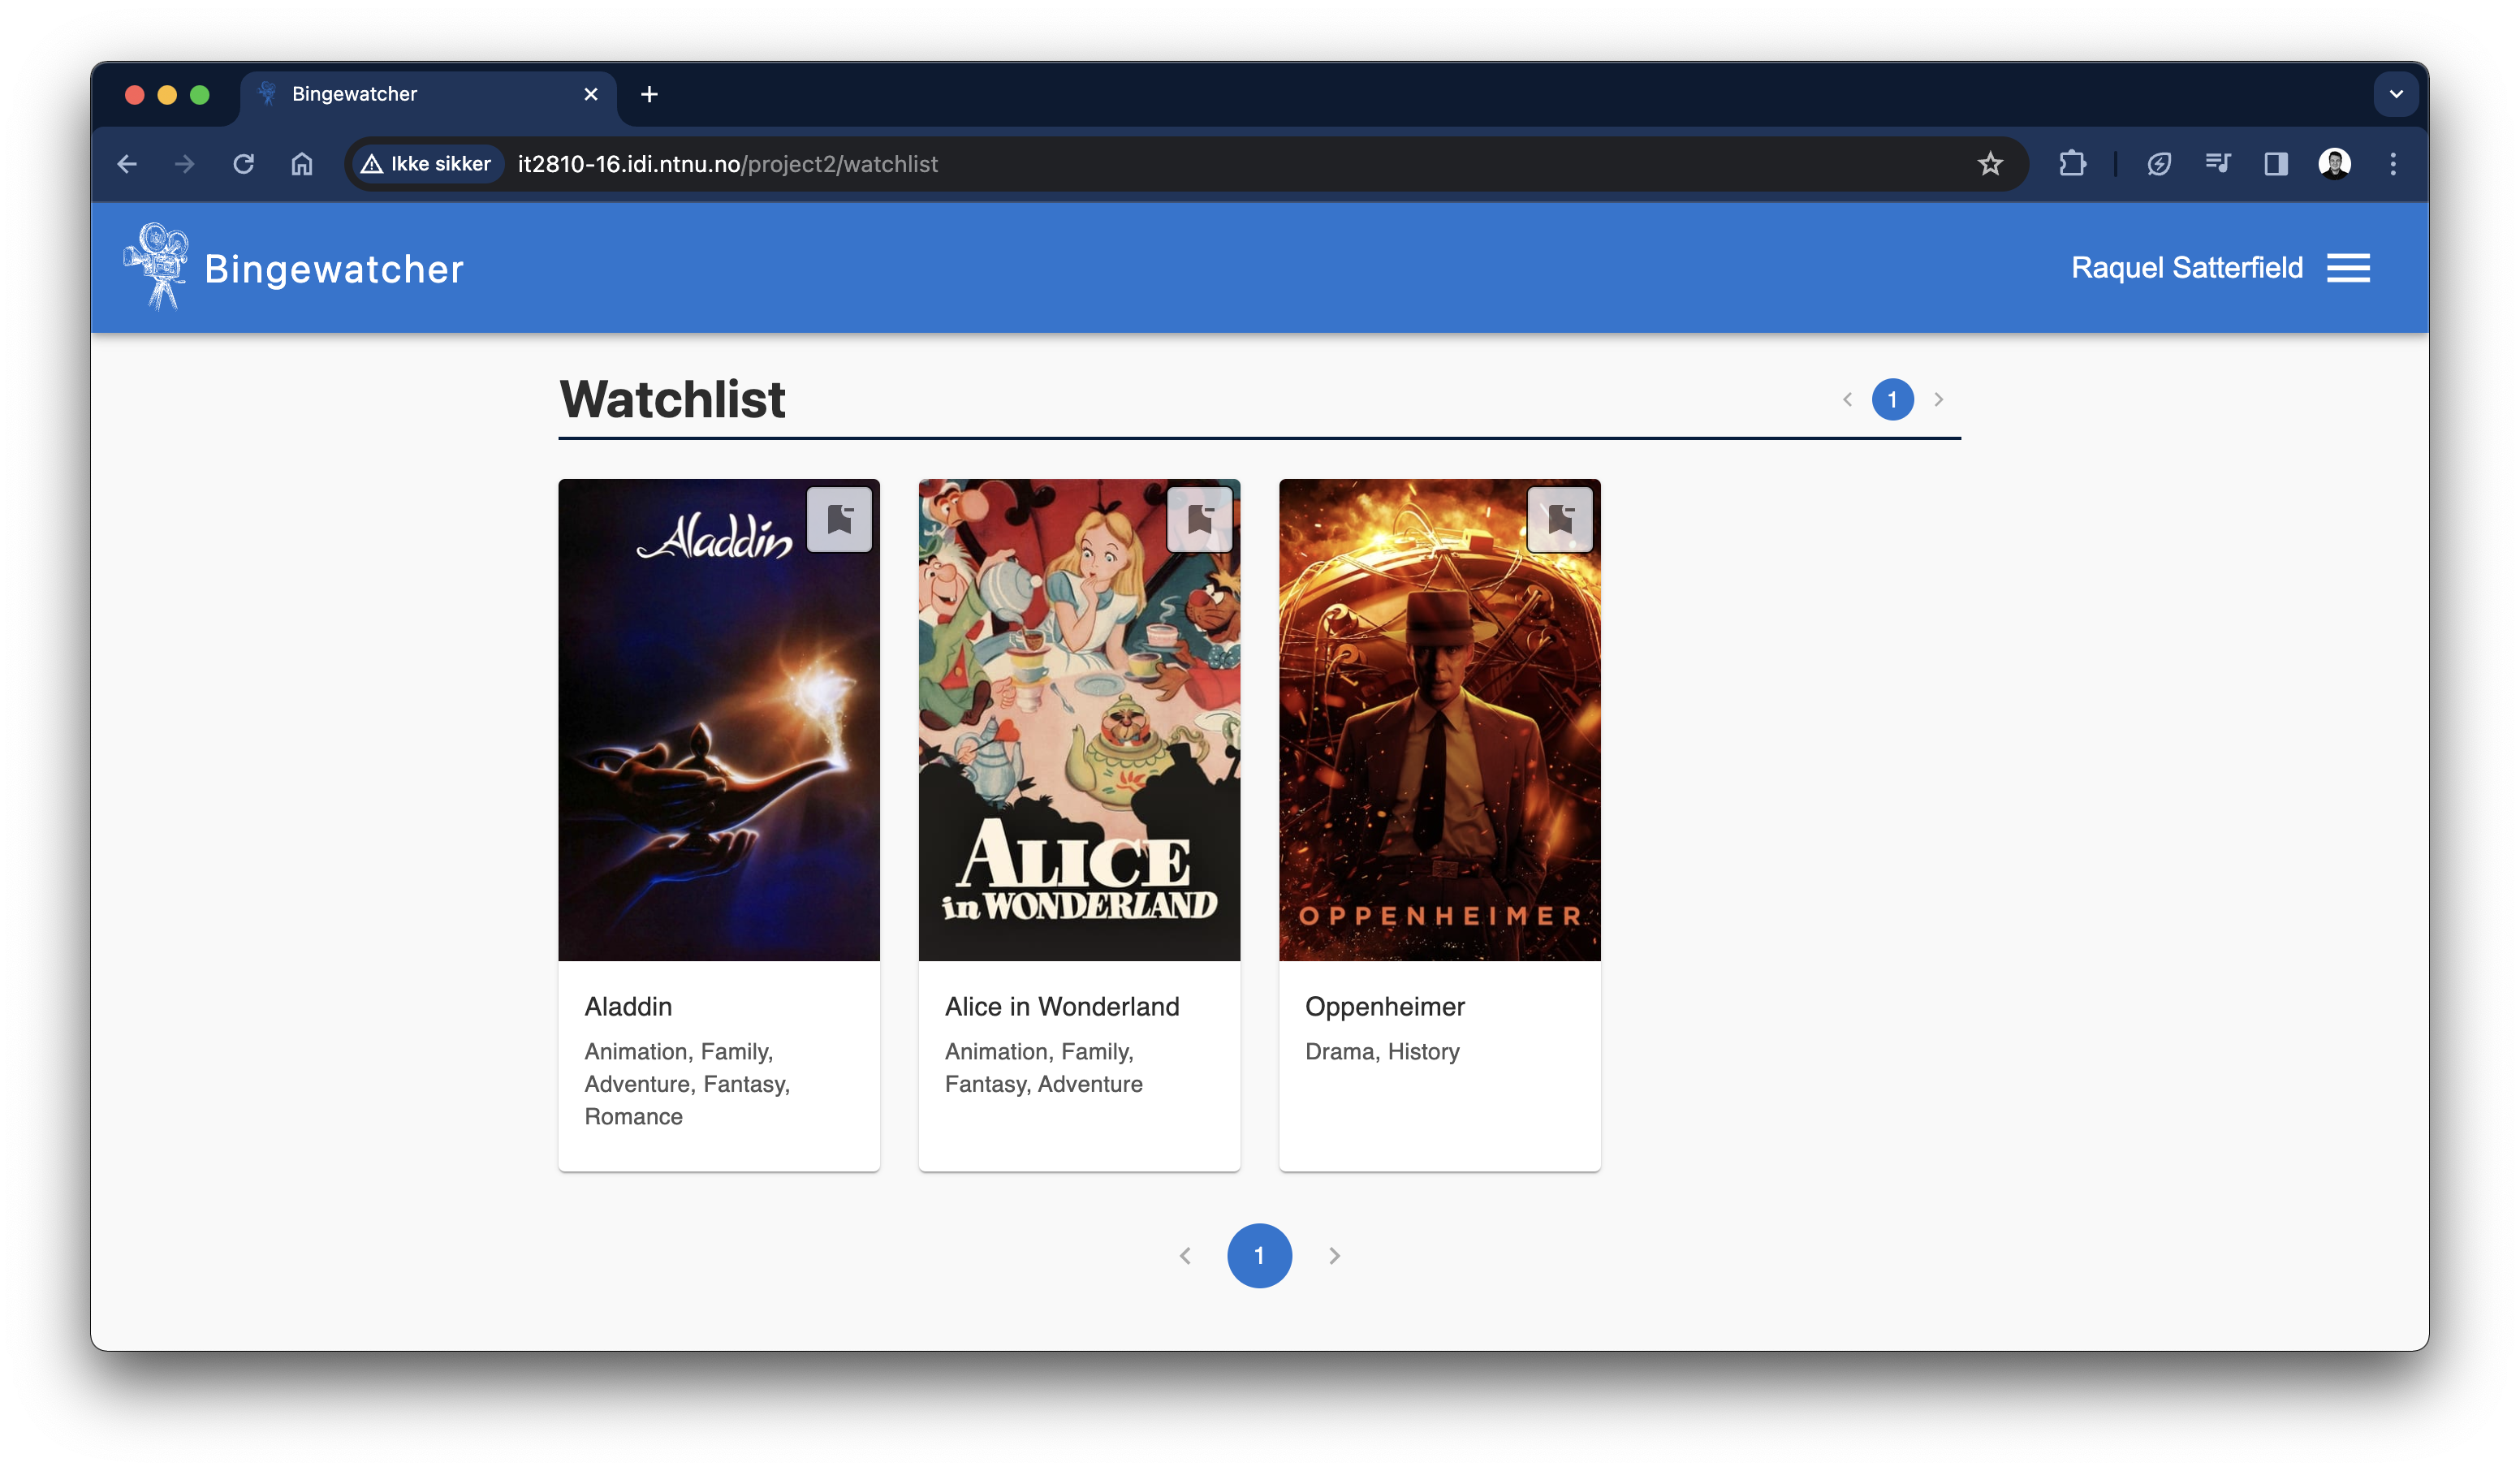 Bingewatcher
Ikke sikker it2810-16.idi.ntnu.no/project2/watchlist
Bingewatcher
Raquel Satterfield
Watchlist
1
Aladdin
ALICE
in WONDERLAND
OPPENHEIMER
Aladdin
Animation, Family,
Adventure, Fantasy,
Romance
Alice in Wonderland
Animation, Family,
Fantasy, Adventure
Oppenheimer
Drama, History
1